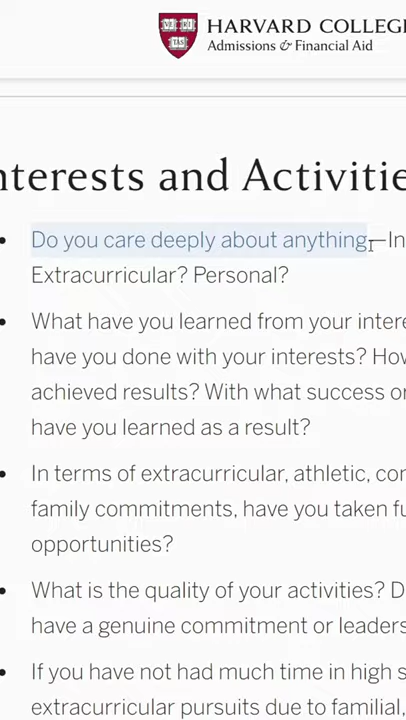 HARVARD COLLEGE
Admissions & Financial Aid
nterests and Activitie
• Do you care deeply about anything—In
Extracurricular? Personal?
• What have you learned from your inter
have you done with your interests? How
achieved results? With what success or
have you learned as a result?
• In terms of extracurricular, athletic, com
family commitments, have you taken fu
opportunities?
• What is the quality of your activities? D
have a genuine commitment or leaders
• If you have not had much time in high s
extracurricular pursuits due to familial,